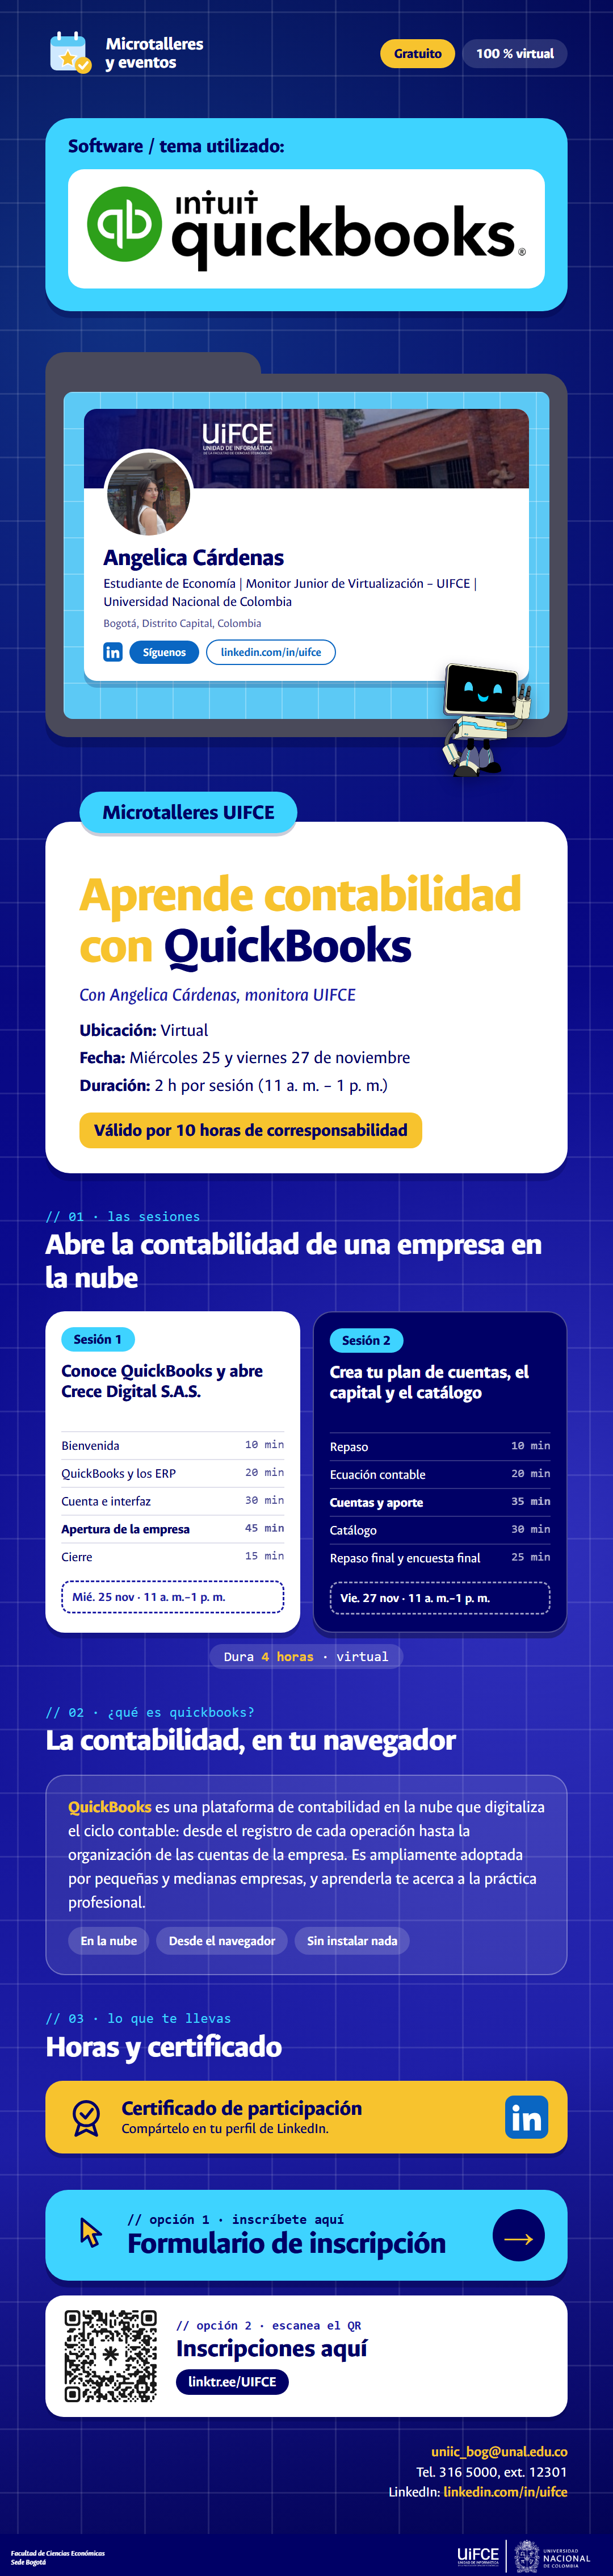 Microtalleres
y eventos
Gratuito
100 % virtual
Software / tema utilizado:
intuit
quickbooks®
UiFCE
UNIDAD DE INFORMÁTICA
Angelica Cárdenas
Estudiante de Economía | Monitor Junior de Virtualización – UIFCE |
Universidad Nacional de Colombia
Bogotá, Distrito Capital, Colombia
in
Síguenos
linkedin.com/in/uifce
Microtalleres UIFCE
Aprende contabilidad
con QuickBooks
Con Angelica Cárdenas, monitora UIFCE
Ubicación: Virtual
Fecha: Miércoles 25 y viernes 27 de noviembre
Duración: 2 h por sesión (11 a. m. – 1 p. m.)
Válido por 10 horas de corresponsabilidad
// 01 · las sesiones
Abre la contabilidad de una empresa en
la nube
Sesión 1
Conoce QuickBooks y abre
Crece Digital S.A.S.
Bienvenida 10 min
QuickBooks y los ERP 20 min
Cuenta e interfaz 30 min
Apertura de la empresa 45 min
Cierre 15 min
Mié. 25 nov · 11 a. m.–1 p. m.
Sesión 2
Crea tu plan de cuentas, el
capital y el catálogo
Repaso 10 min
Ecuación contable 20 min
Cuentas y aporte 35 min
Catálogo 30 min
Repaso final y encuesta final 25 min
Vie. 27 nov · 11 a. m.–1 p. m.
Dura 4 horas · virtual
// 02 · ¿qué es quickbooks?
La contabilidad, en tu navegador
QuickBooks es una plataforma de contabilidad en la nube que digitaliza
el ciclo contable: desde el registro de cada operación hasta la
organización de las cuentas de la empresa. Es ampliamente adoptada
por pequeñas y medianas empresas, y aprenderla te acerca a la práctica
profesional.
En la nube
Desde el navegador
Sin instalar nada
// 03 · lo que te llevas
Horas y certificado
Certificado de participación
Compártelo en tu perfil de LinkedIn.
in
// opción 1 · inscríbete aquí
Formulario de inscripción
→
// opción 2 · escanea el QR
Inscripciones aquí
linktr.ee/UIFCE
uniic_bog@unal.edu.co
Tel. 316 5000, ext. 12301
LinkedIn: linkedin.com/in/uifce
Facultad de Ciencias Económicas
Sede Bogotá
UiFCE
UNIDAD DE INFORMÁTICA
UNIVERSIDAD
NACIONAL
DE COLOMBIA